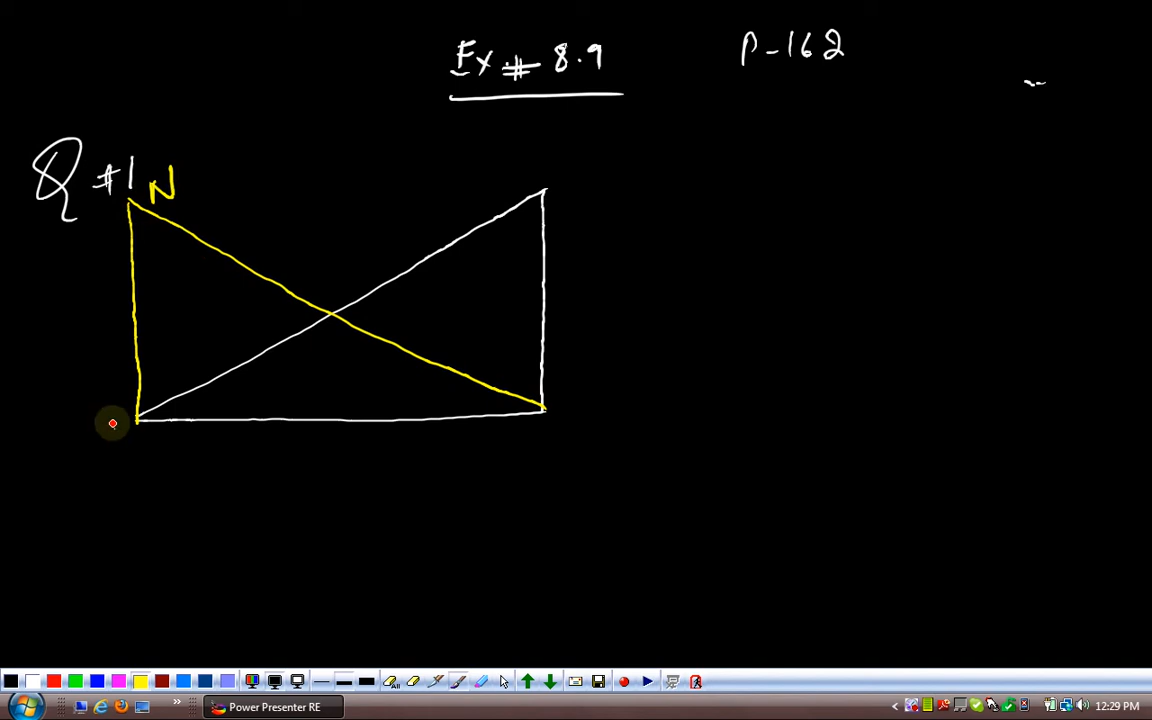 Ex # 8.9
P-162
Q #1
N
Power Presenter RE
12:29 PM